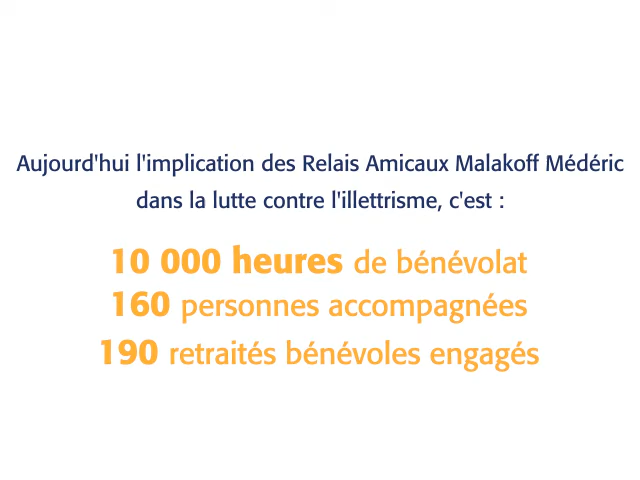 Aujourd'hui l'implication des Relais Amicaux Malakoff Médéric
dans la lutte contre l'illettrisme, c'est :
10 000 heures de bénévolat
160 personnes accompagnées
190 retraités bénévoles engagés